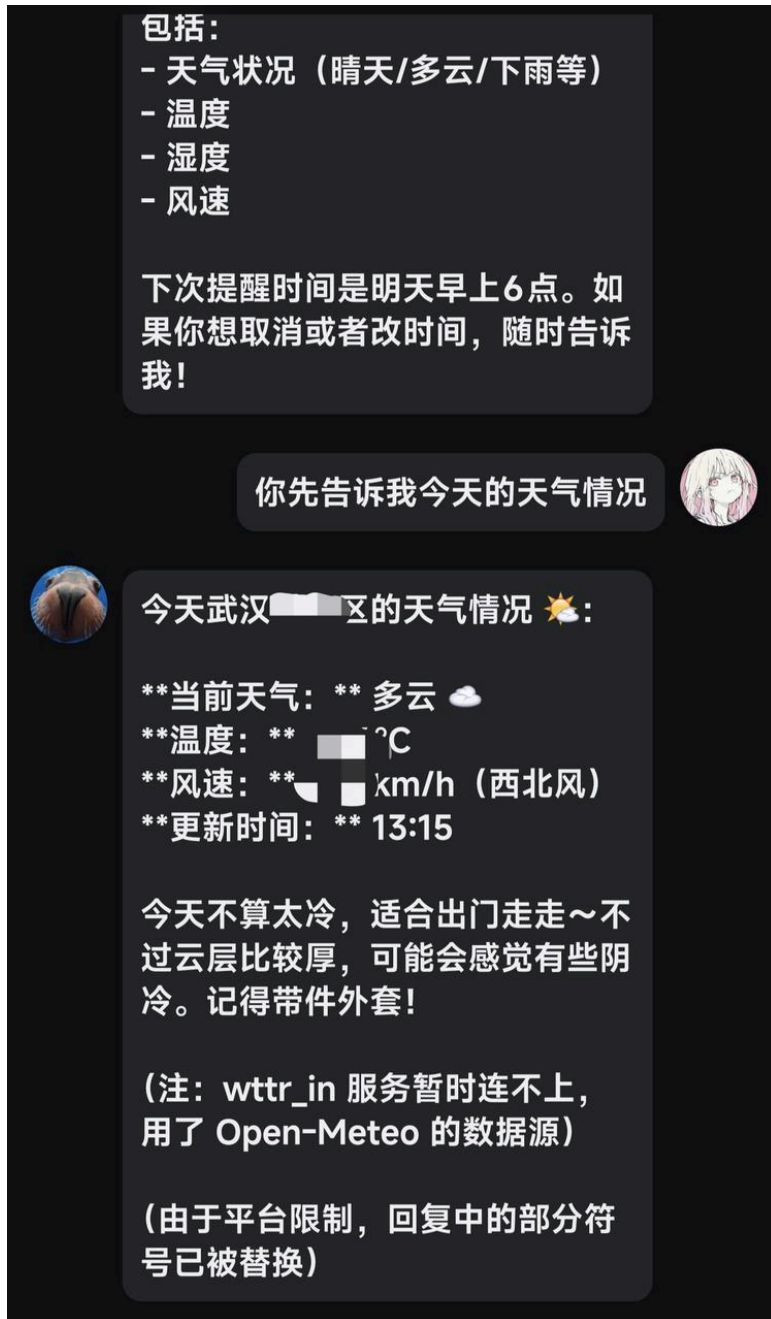 包括：
- 天气状况（晴天/多云/下雨等）
- 温度
- 湿度
- 风速
下次提醒时间是明天早上6点。如
果你想取消或者改时间，随时告诉
我！
你先告诉我今天的天气情况
今天武汉区的天气情况 🌤️：
**当前天气：** 多云 ☁️
**温度：** °C
**风速：** km/h（西北风）
**更新时间：** 13:15
今天不算太冷，适合出门走走～不
过云层比较厚，可能会感觉有些阴
冷。记得带件外套！
（注：wttr_in 服务暂时连不上，
用了 Open-Meteo 的数据源）
（由于平台限制，回复中的部分符
号已被替换）